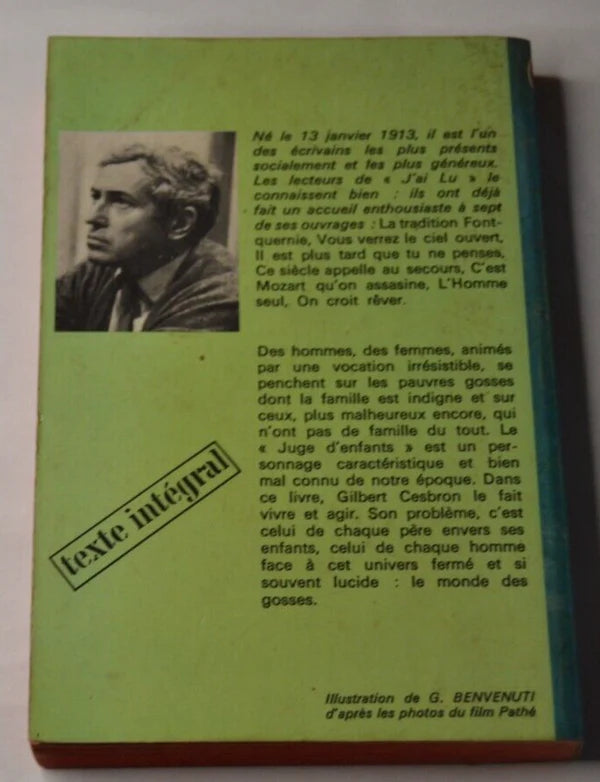 Né le 13 janvier 1913, il est l'un
des écrivains les plus présents
socialement et les plus généreux.
Les lecteurs de « J'ai Lu » le
connaissent bien : ils ont déjà
fait un accueil enthousiaste à sept
de ses ouvrages : La tradition Font-
quernie, Vous verrez le ciel ouvert,
Il est plus tard que tu ne penses,
Ce siècle appelle au secours, C'est
Mozart qu'on assasine, L'Homme
seul, On croit rêver.
Des hommes, des femmes, animés
par une vocation irrésistible, se
penchent sur les pauvres gosses
dont la famille est indigne et sur
ceux, plus malheureux encore, qui
n'ont pas de famille du tout. Le
« Juge d'enfants » est un per-
sonnage caractéristique et bien
mal connu de notre époque. Dans
ce livre, Gilbert Cesbron le fait
vivre et agir. Son problème, c'est
celui de chaque père envers ses
enfants, celui de chaque homme
face à cet univers fermé et si
souvent lucide : le monde des
gosses.
texte intégral
Illustration de G. BENVENUTI
d'après les photos du film Pathé